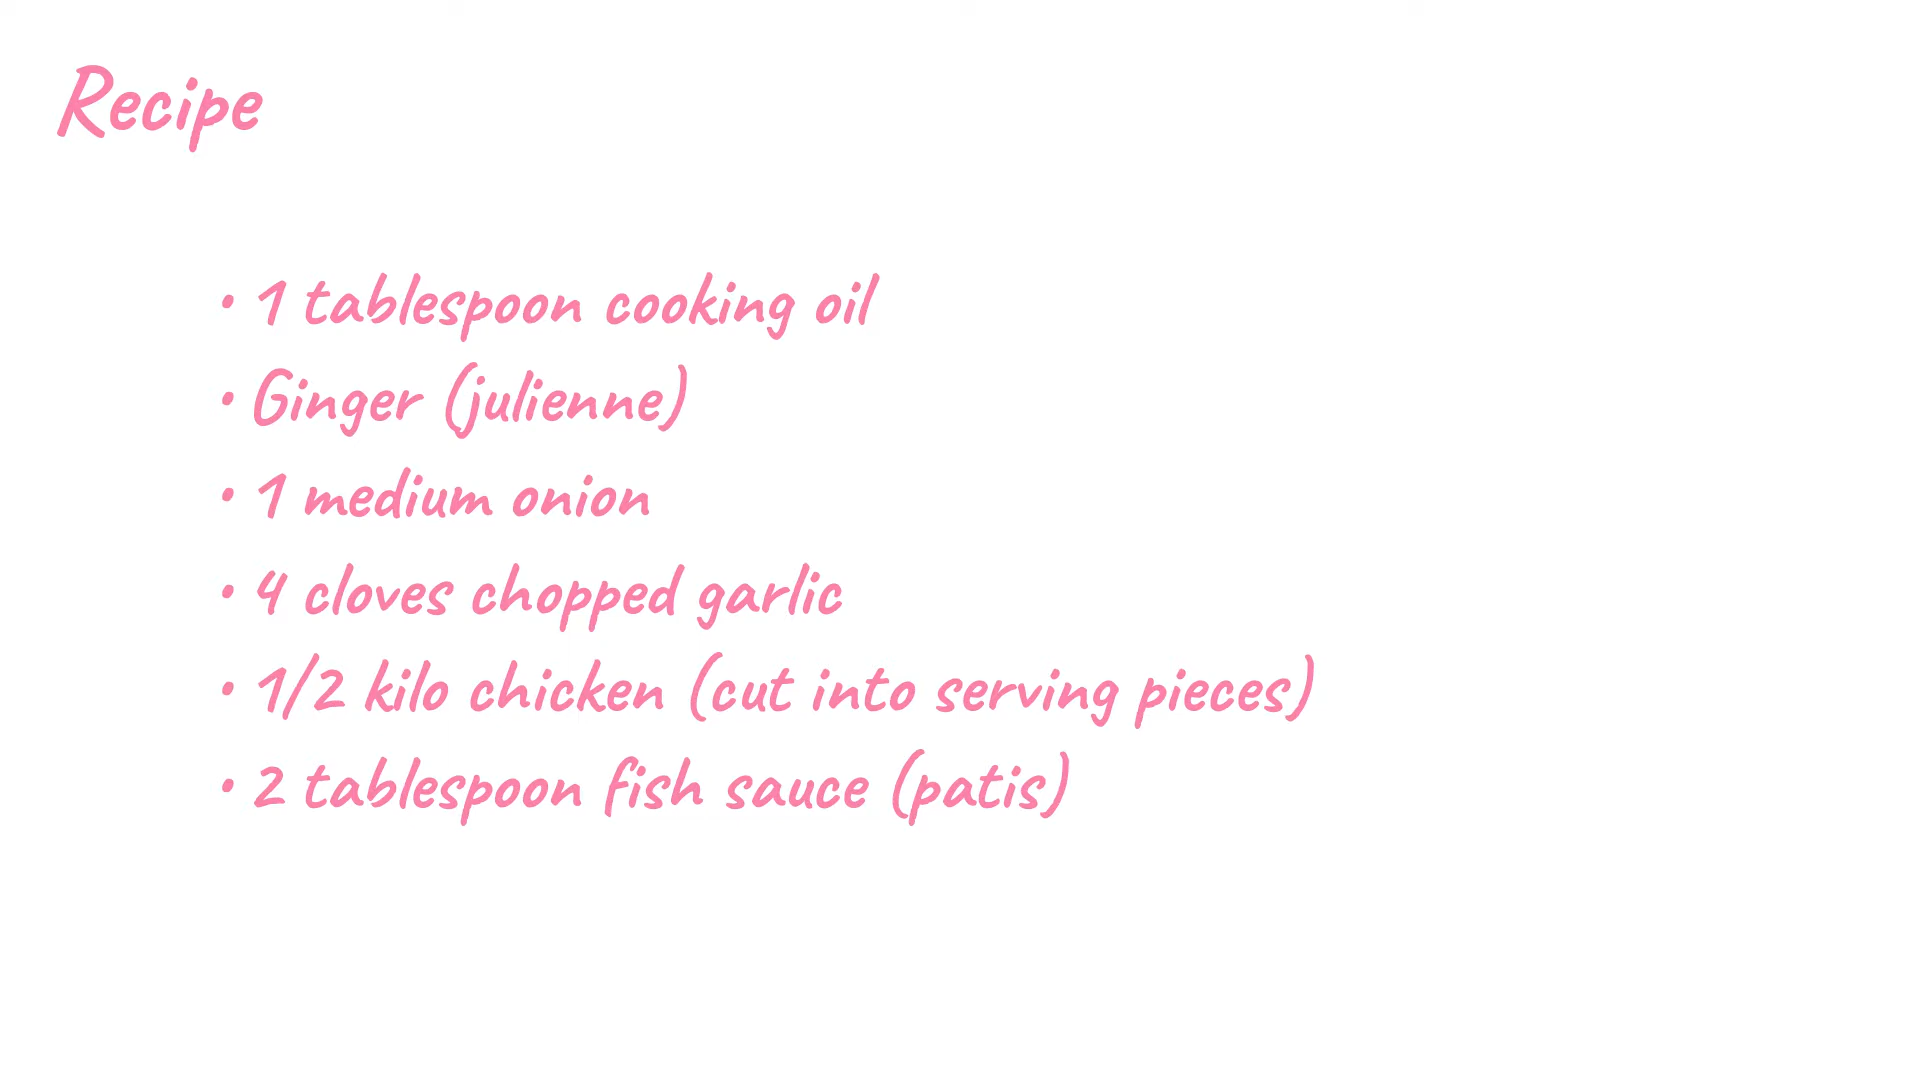 Recipe
• 1 tablespoon cooking oil
• Ginger (julienne)
• 1 medium onion
• 4 cloves chopped garlic
• 1/2 kilo chicken (cut into serving pieces)
• 2 tablespoon fish sauce (patis)